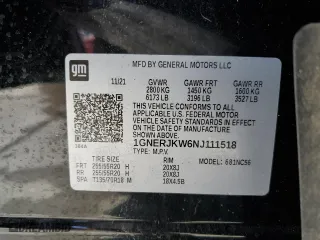 gm
MFD BY GENERAL MOTORS LLC
11/21 GVWR GAWR FRT GAWR RR
2800 KG 1450 KG 1600 KG
6173 LB 3196 LB 3527 LB
THIS VEHICLE CONFORMS TO ALL
APPLICABLE U.S. FEDERAL MOTOR
VEHICLE SAFETY STANDARDS IN EFFECT
ON THE DATE OF MANUFACTURE
SHOWN ABOVE.
1GNERJKW6NJ111518
TYPE: M.P.V.
TIRE SIZE RIM MODEL: 681NC56
FRT 255/55R20 H 20X8J
RR 255/55R20 H 20X8J
SPA T135/70R18 M 18X4.5B